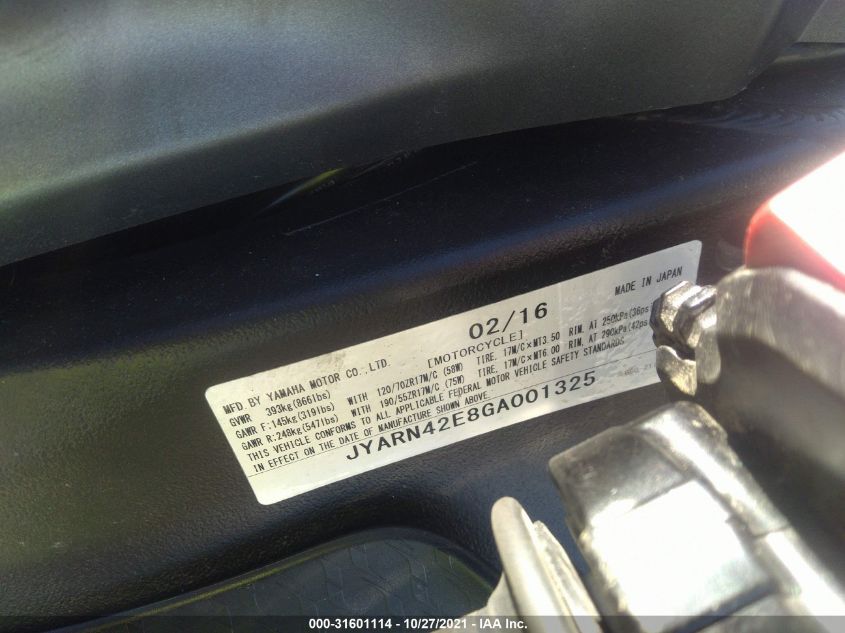 02/16
MADE IN JAPAN
MFD. BY YAMAHA MOTOR CO.,LTD. [MOTORCYCLE]
GVWR 393kg(866lbs)
GAWR F:145kg(319lbs) WITH 120/70ZR17M/C (58W) TIRE, 17M/C×MT3.50 RIM, AT 250kPa(36ps
GAWR R:248kg(547lbs) WITH 190/55ZR17M/C (75W) TIRE, 17M/C×MT6.00 RIM, AT 290kPa(42ps
THIS VEHICLE CONFORMS TO ALL APPLICABLE FEDERAL MOTOR VEHICLE SAFETY STANDARDS
IN EFFECT ON THE DATE OF MANUFACTURE SHOWN ABOVE.
JYARN42E8GA001325
000-31601114 - 10/27/2021 - IAA Inc.